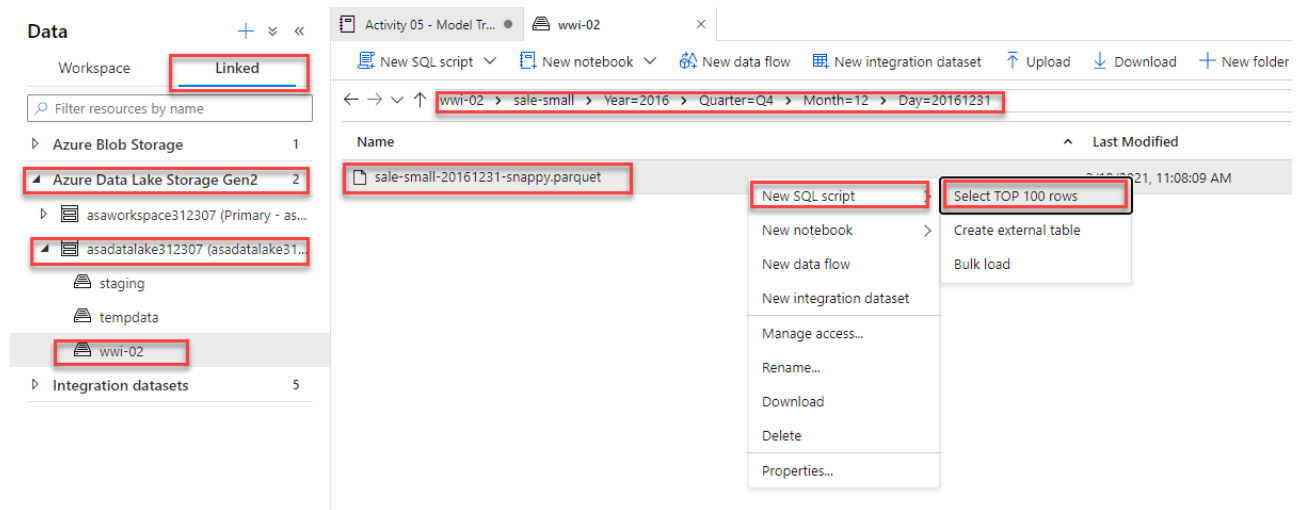 Data
Workspace Linked
Filter resources by name
Azure Blob Storage 1
Azure Data Lake Storage Gen2 2
asaworkspace312307 (Primary - as...
asadatalake312307 (asadatalake31...
staging
tempdata
wwi-02
Integration datasets 5
Activity 05 - Model Tr... wwi-02
New SQL script New notebook New data flow New integration dataset Upload Download New folder
wwi-02 > sale-small > Year=2016 > Quarter=Q4 > Month=12 > Day=20161231
Name Last Modified
sale-small-20161231-snappy.parquet 11:08:09 AM
New SQL script
New notebook
New data flow
New integration dataset
Manage access...
Rename...
Download
Delete
Properties...
Select TOP 100 rows
Create external table
Bulk load